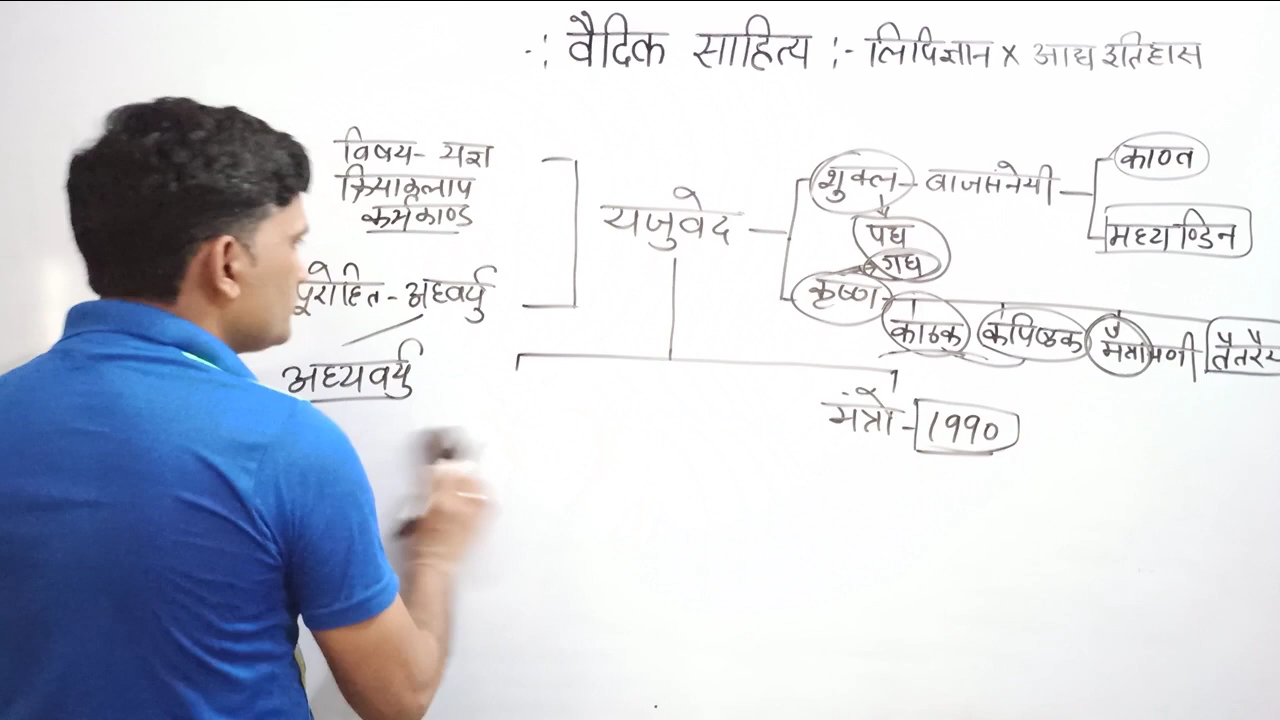 -: वैदिक साहित्य :- लिपिज्ञान × आद्य इतिहास
विषय - यज्ञ
क्रियाकलाप
कर्मकाण्ड
पूरोहित - अध्वर्यु
अध्यवर्यु
यजुवेद
शुक्ल - वाजसनेयी
काण्व
मध्याण्डिन
पद्य
गद्य
कृष्ण
काठक
कपिष्ठक
मैत्रायणी
तैतरैय
मंत्रो - 1990